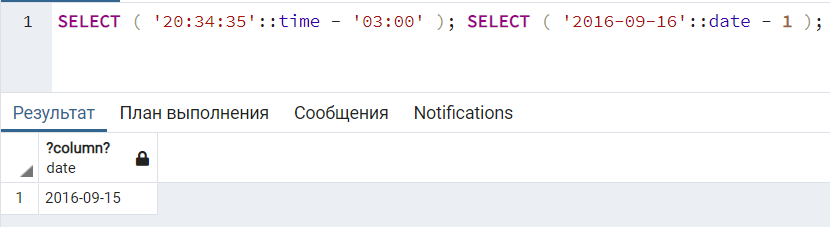 1 SELECT ( '20:34:35'::time - '03:00' ); SELECT ( '2016-09-16'::date - 1 );
Результат План выполнения Сообщения Notifications
?column?
date
1 2016-09-15